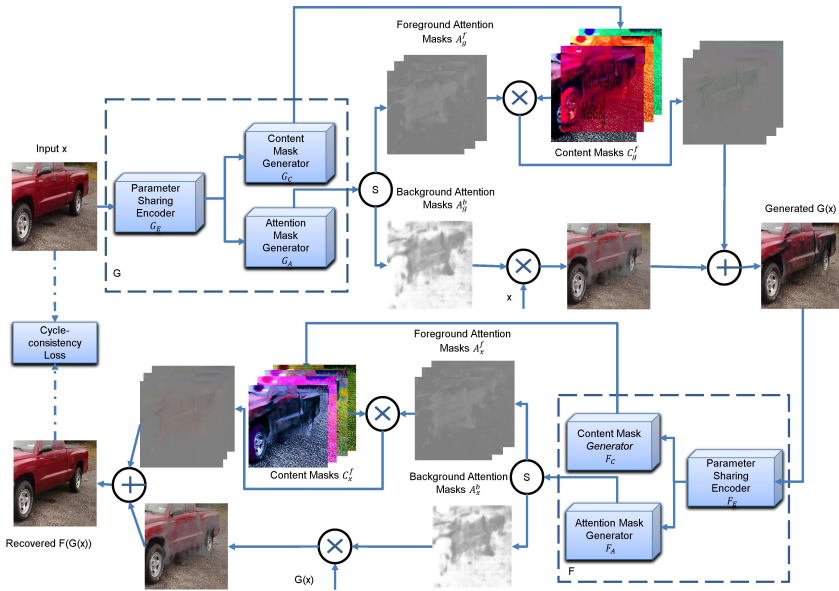 Foreground Attention
Masks A_g^f
Input x
Content
Mask
Generator
G_C
Parameter
Sharing
Encoder
G_E
Attention
Mask
Generator
G_A
G
S
Content Masks C_g^f
Background Attention
Masks A_g^b
x
Generated G(x)
Cycle-
consistency
Loss
Foreground Attention
Masks A_x^f
Content Masks C_x^f
Background Attention
Masks A_x^b
S
Content Mask
Generator
F_C
Parameter
Sharing
Encoder
F_E
Attention Mask
Generator
F_A
F
Recovered F(G(x))
G(x)